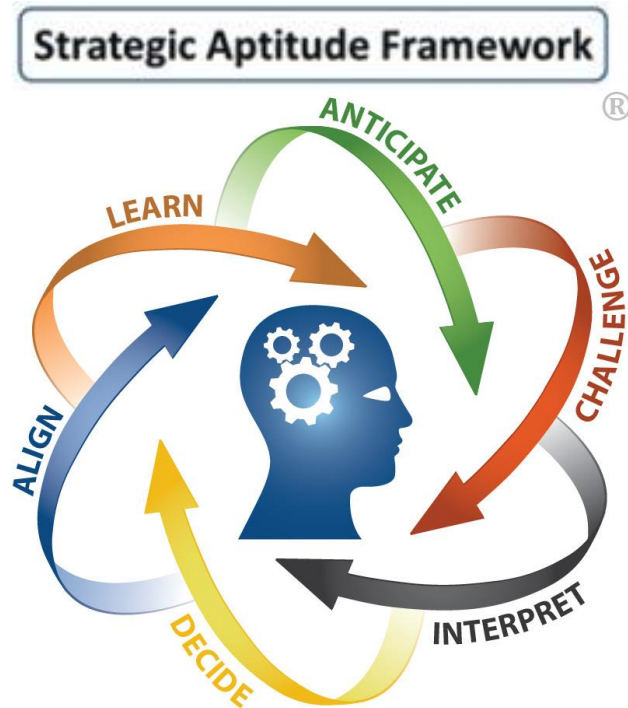 Strategic Aptitude Framework
®
ANTICIPATE
CHALLENGE
INTERPRET
DECIDE
ALIGN
LEARN